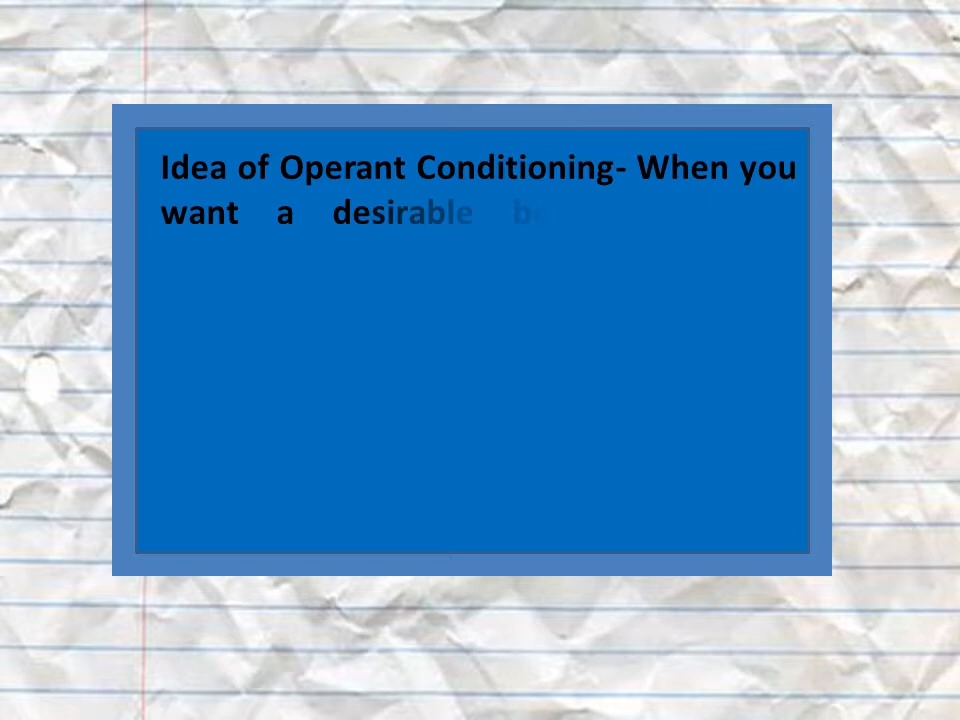 Idea of Operant Conditioning- When you
want a desirable